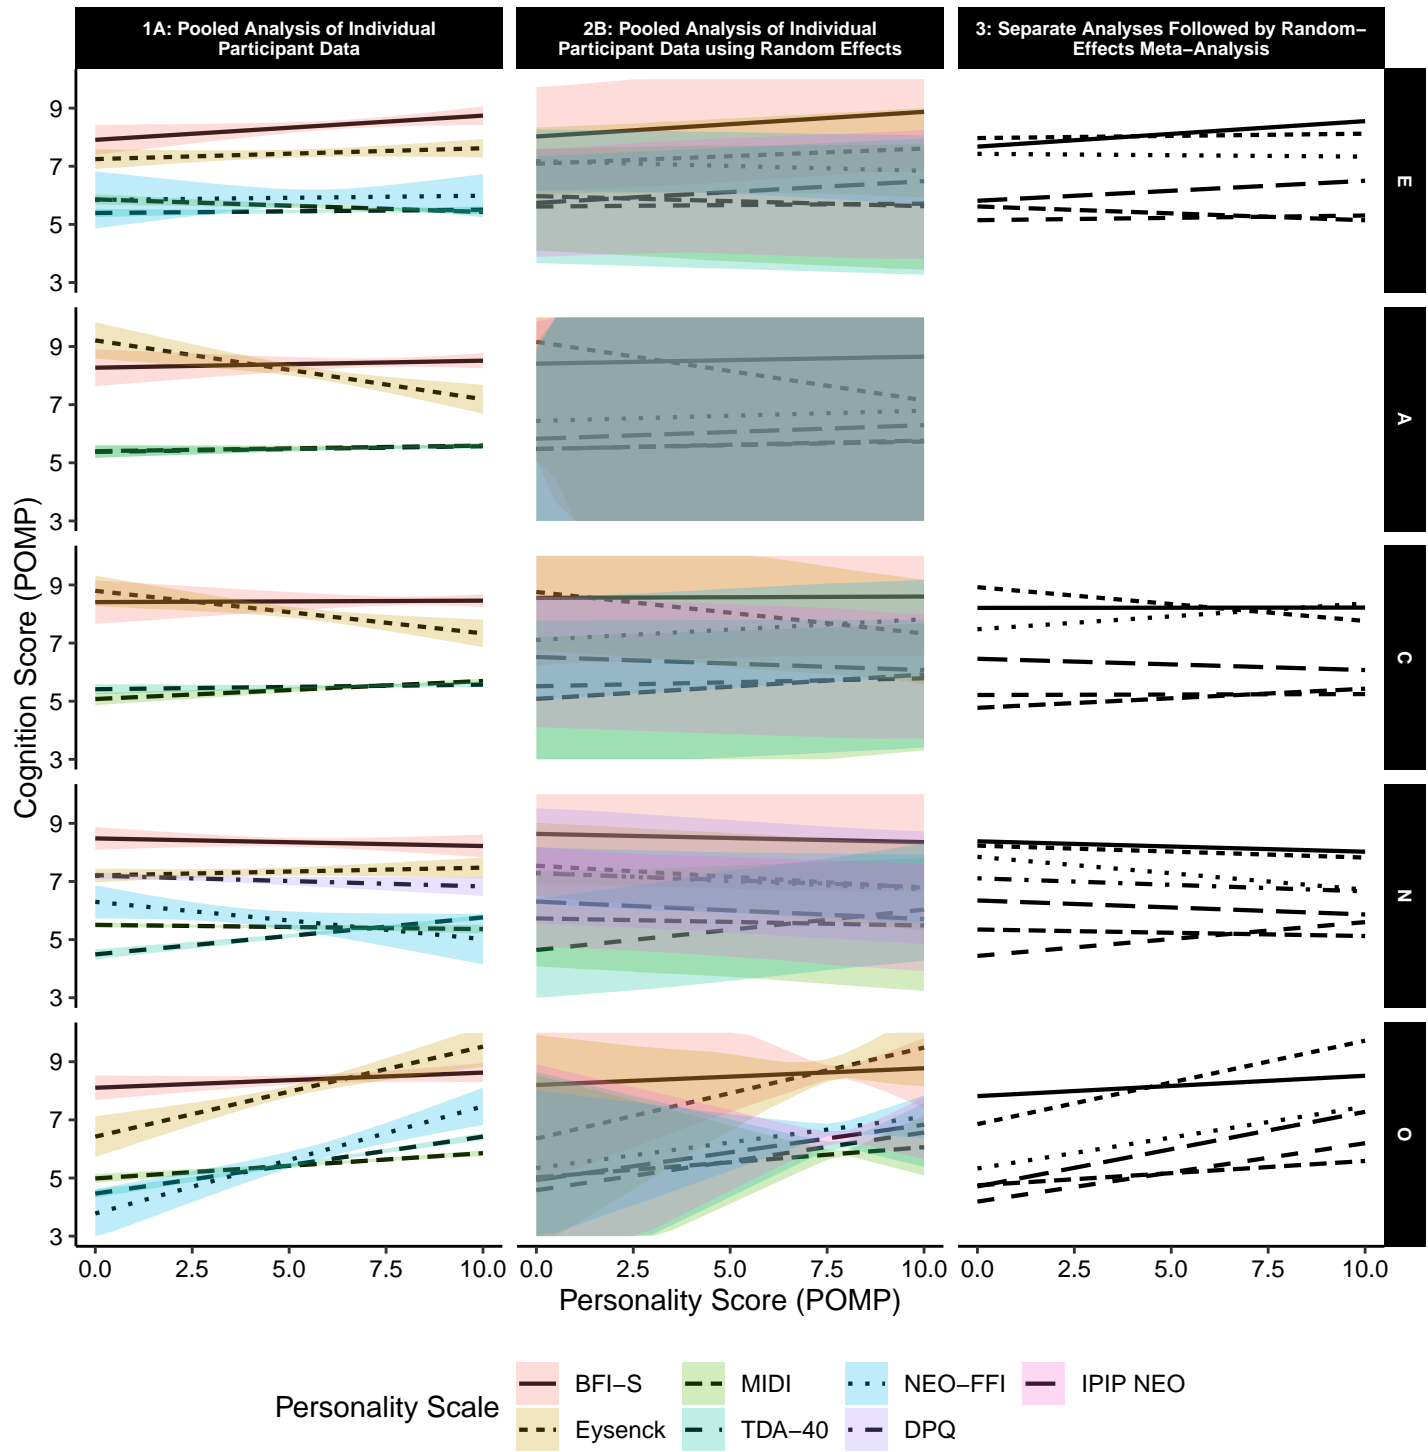 1A: Pooled Analysis of Individual
Participant Data
2B: Pooled Analysis of Individual
Participant Data using Random Effects
3: Separate Analyses Followed by Random−
Effects Meta−Analysis
9
7
5
3
E
9
7
5
3
A
9
7
5
3
C
9
7
5
3
N
9
7
5
3
O
Cognition Score (POMP)
0.0 2.5 5.0 7.5 10.0
0.0 2.5 5.0 7.5 10.0
0.0 2.5 5.0 7.5 10.0
Personality Score (POMP)
Personality Scale
BFI−S
MIDI
NEO−FFI
IPIP NEO
Eysenck
TDA−40
DPQ